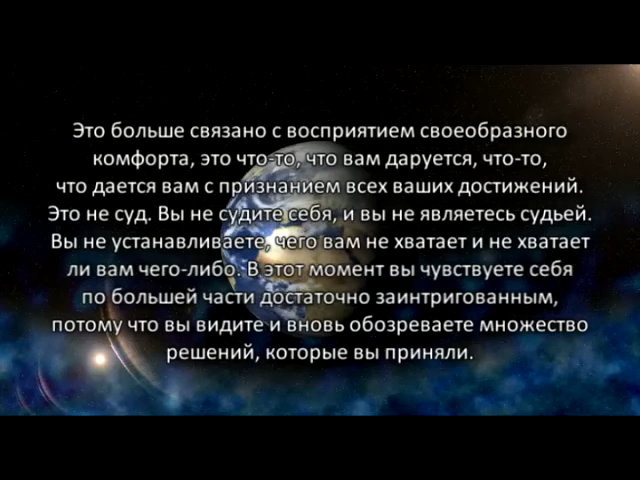 Это больше связано с восприятием своеобразного
комфорта, это что-то, что вам даруется, что-то,
что дается вам с признанием всех ваших достижений.
Это не суд. Вы не судите себя, и вы не являетесь судьей.
Вы не устанавливаете, чего вам не хватает и не хватает
ли вам чего-либо. В этот момент вы чувствуете себя
по большей части достаточно заинтригованным,
потому что вы видите и вновь обозреваете множество
решений, которые вы приняли.